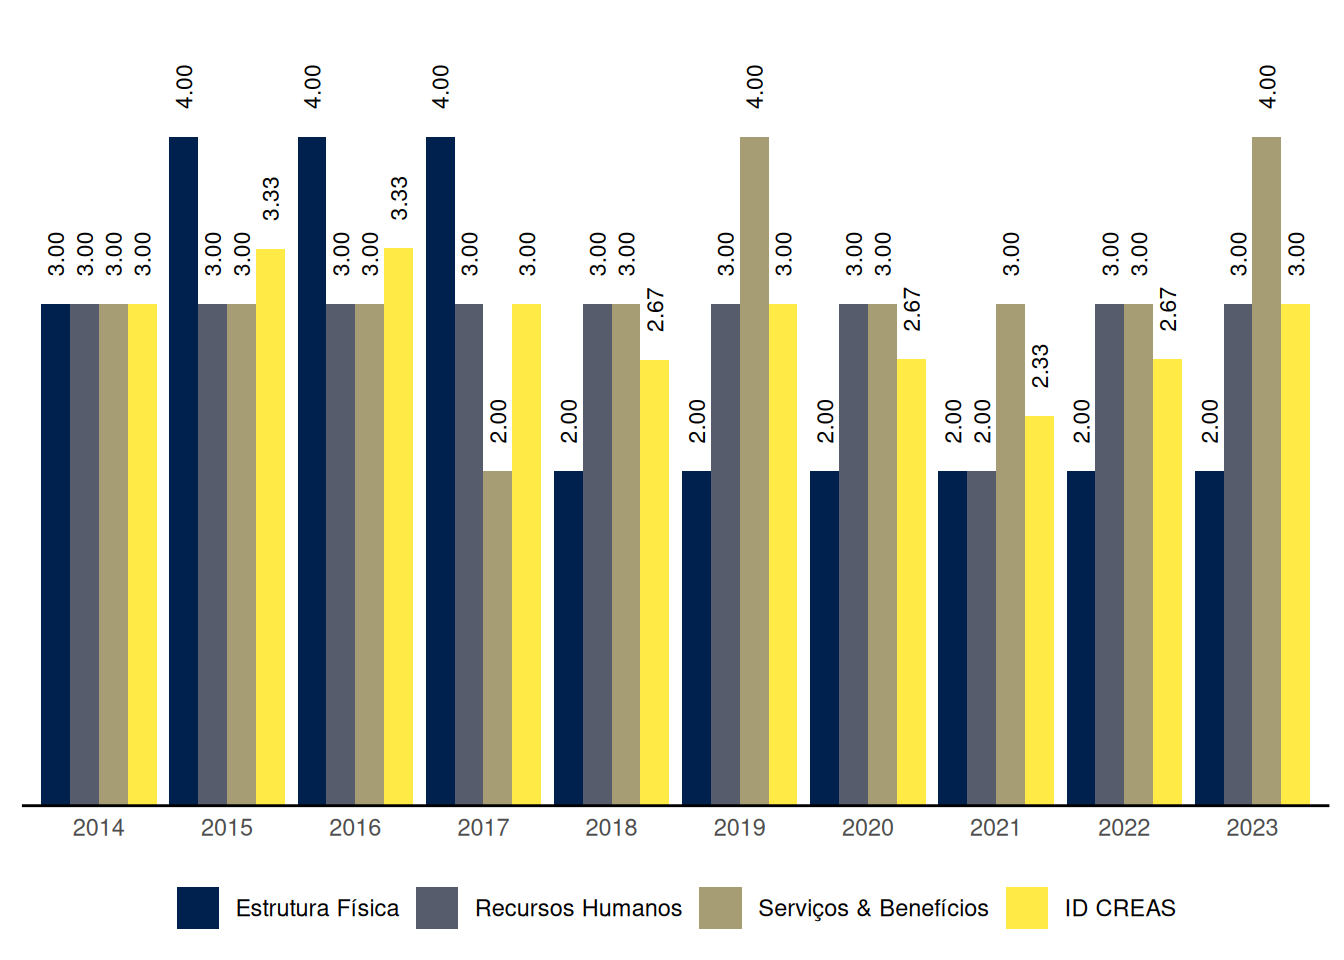 4.00 4.00 4.00 4.00 4.00
3.33 3.33
3.00 3.00 3.00 3.00 3.00 3.00 3.00 3.00 3.00 3.00 3.00 3.00 3.00 3.00 3.00 3.00 3.00 3.00 3.00 3.00 3.00 3.00
2.67 2.67 2.67
2.33
2.00 2.00 2.00 2.00 2.00 2.00 2.00 2.00
2014 2015 2016 2017 2018 2019 2020 2021 2022 2023
Estrutura Física Recursos Humanos Serviços & Benefícios ID CREAS